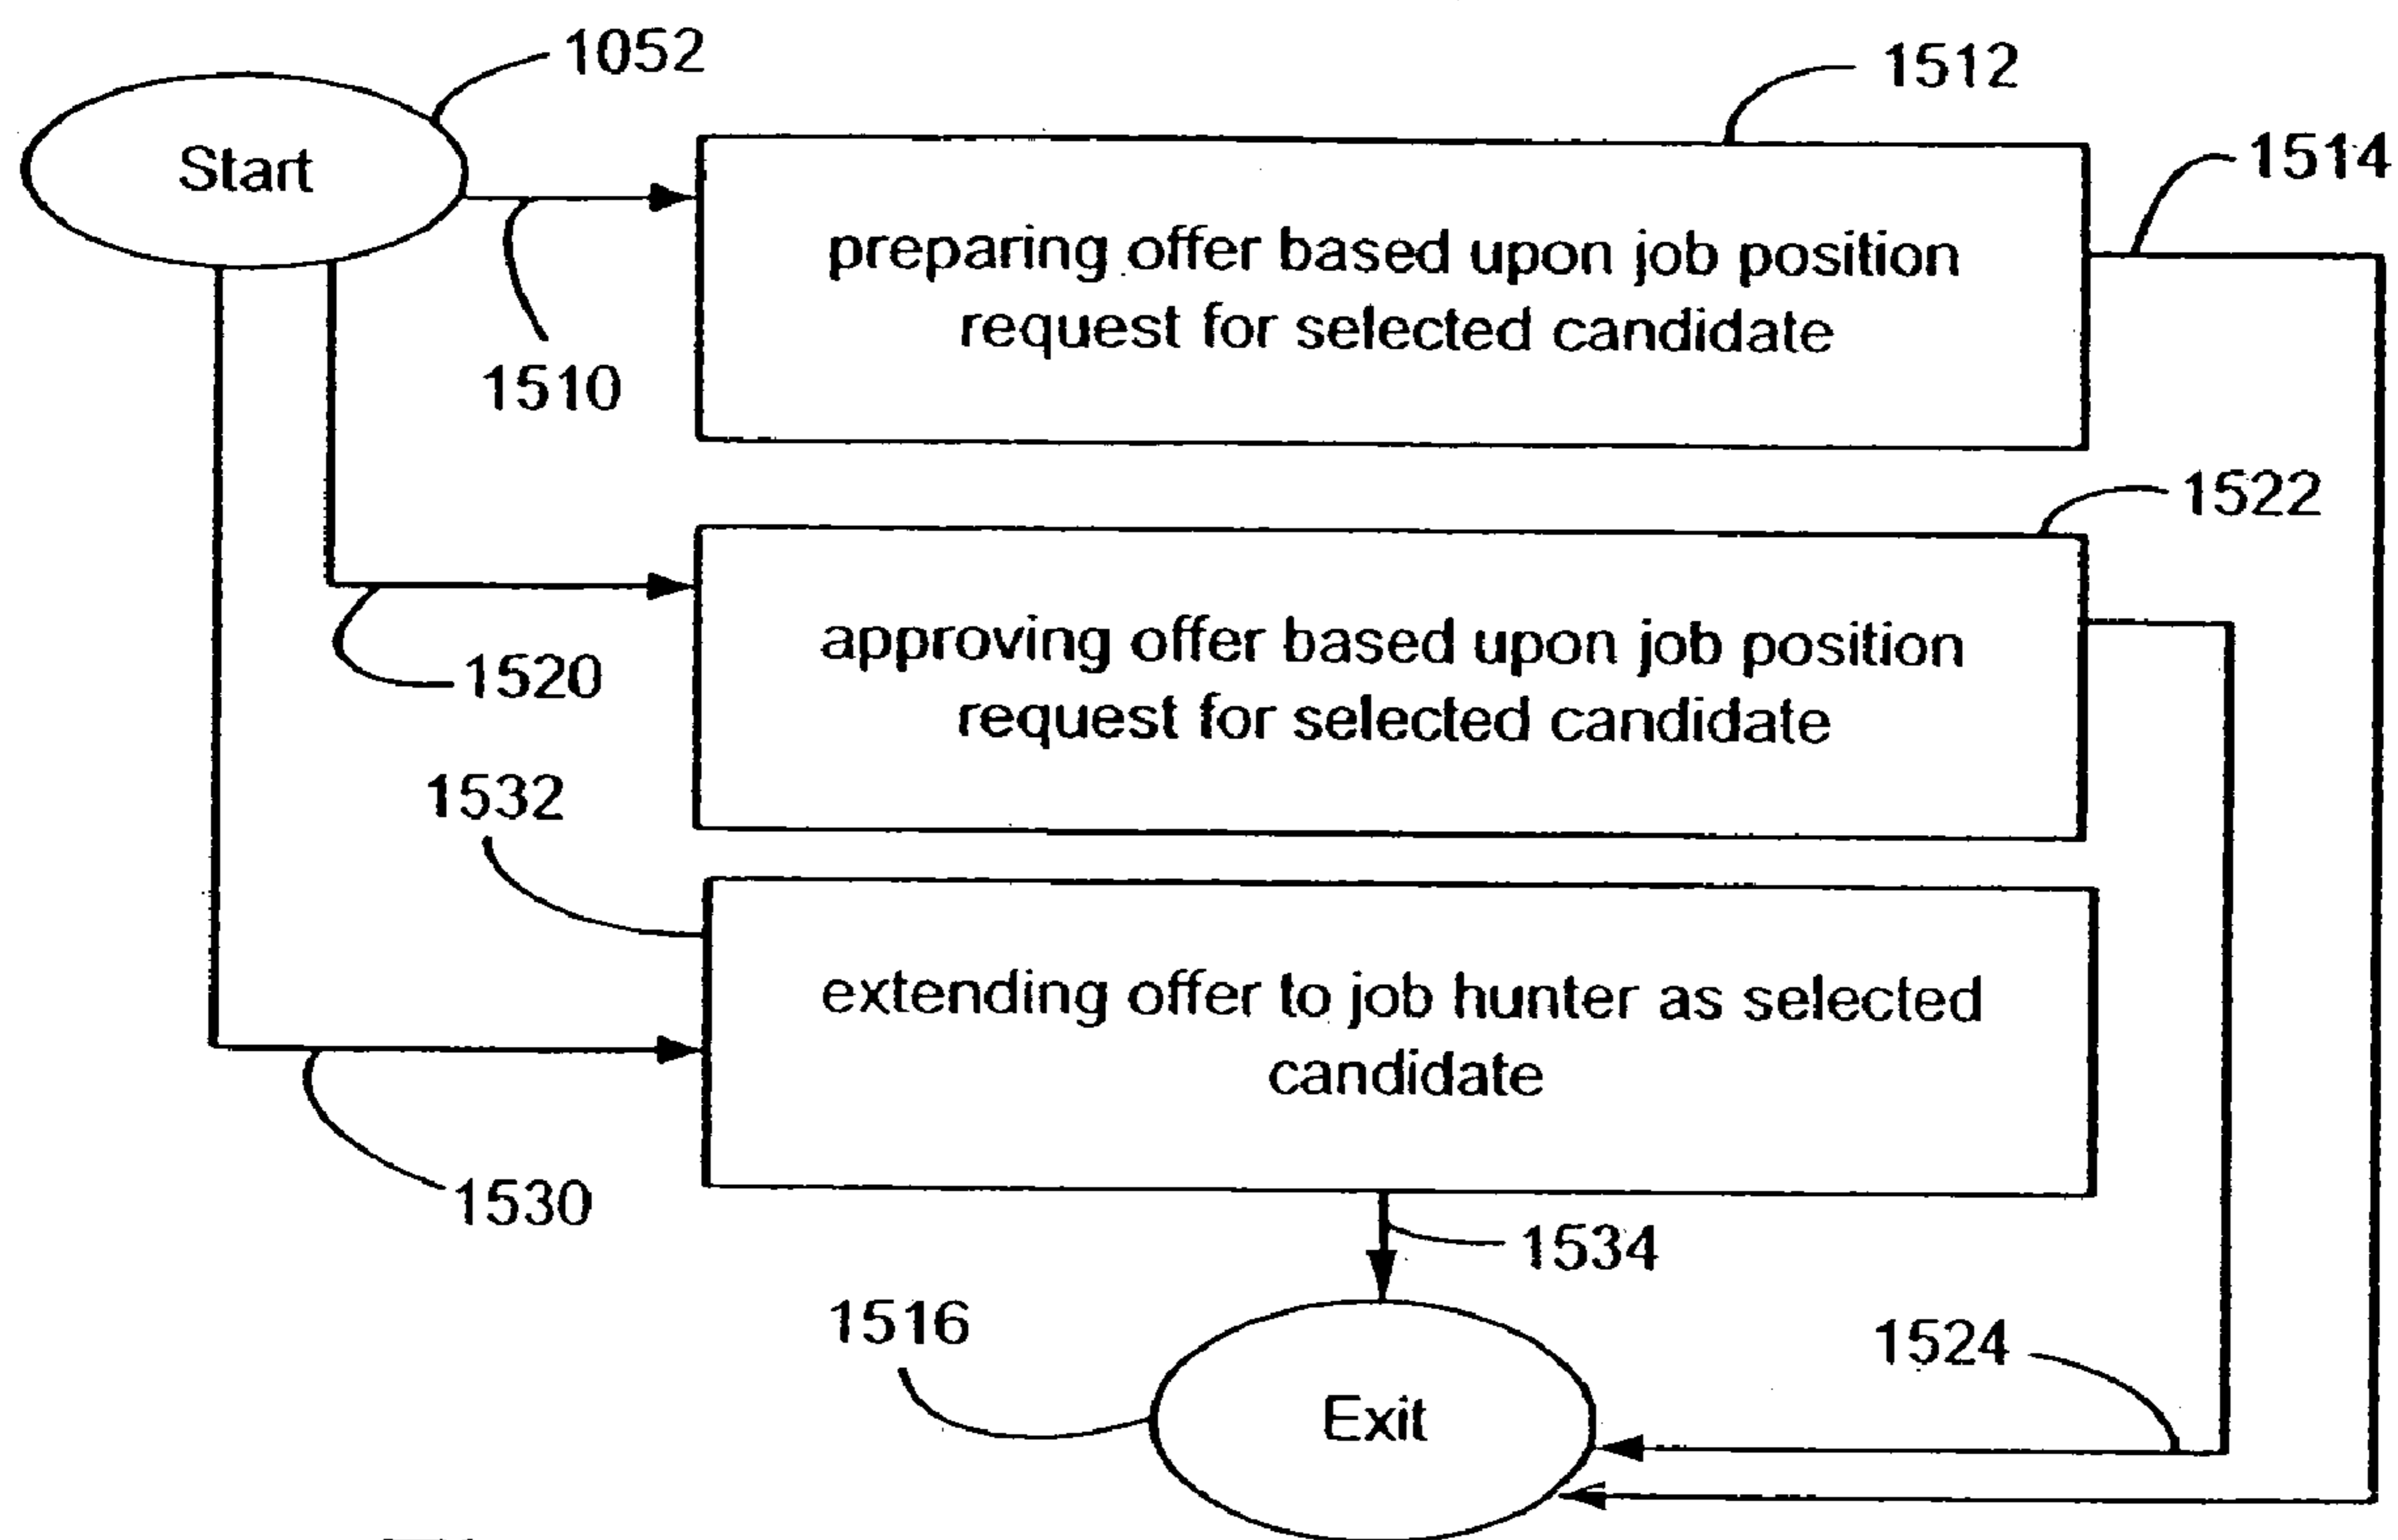 1052
Start
1512
1514
preparing offer based upon job position
request for selected candidate
1510
1522
approving offer based upon job position
request for selected candidate
1520
1532
extending offer to job hunter as selected
candidate
1530
1534
1516
Exit
1524